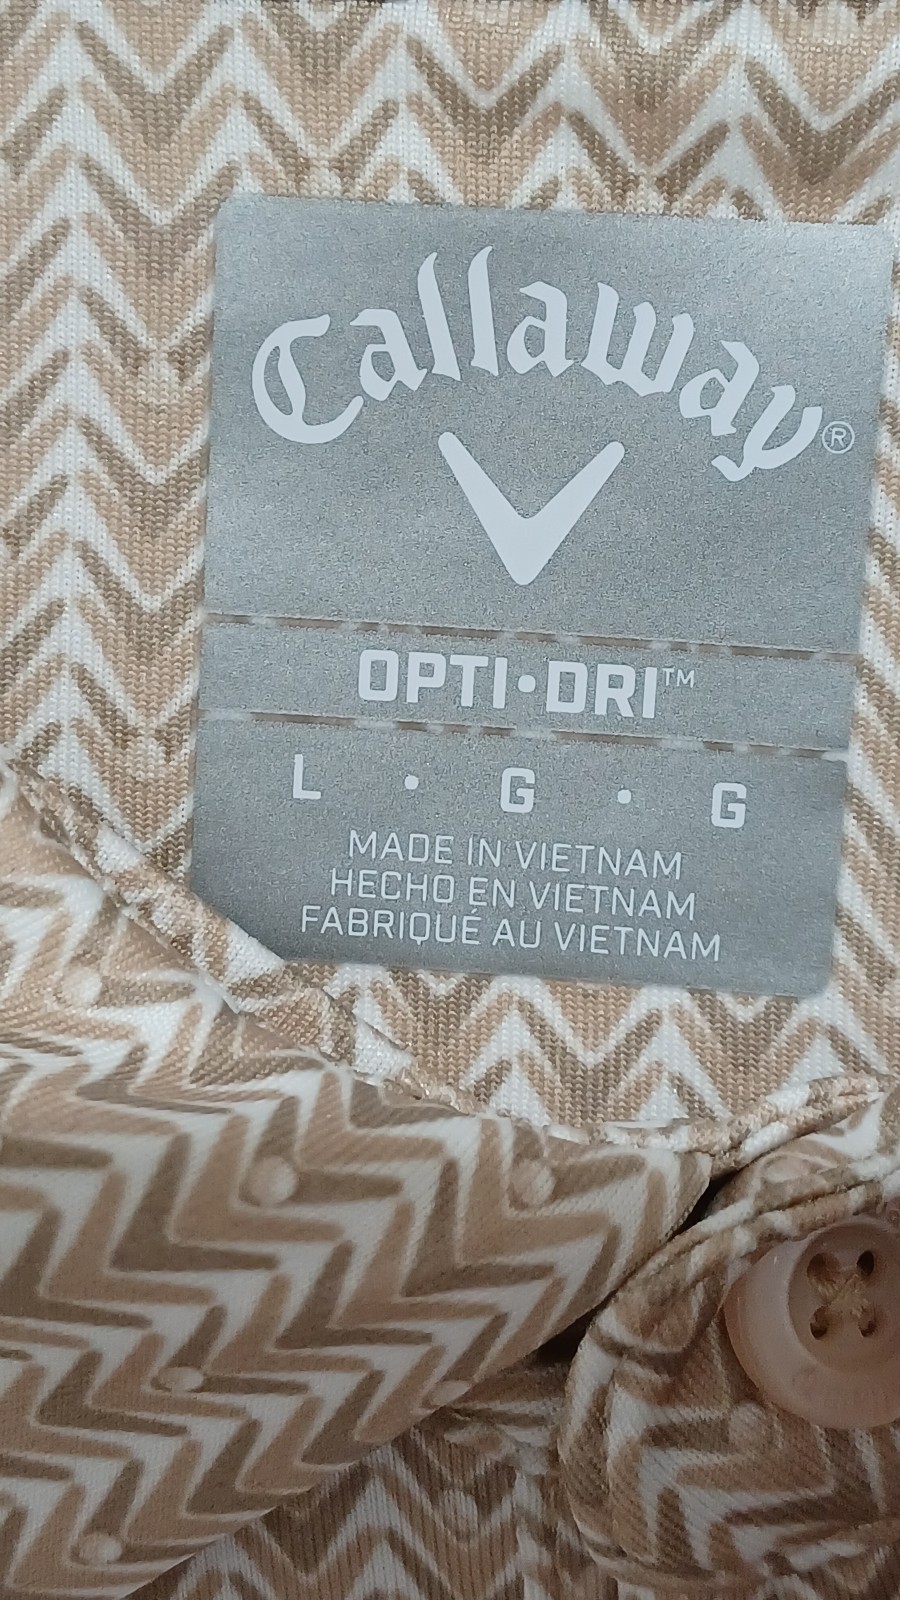 Callaway®
OPTI•DRI™
L • G • G
MADE IN VIETNAM
HECHO EN VIETNAM
FABRIQUÉ AU VIETNAM